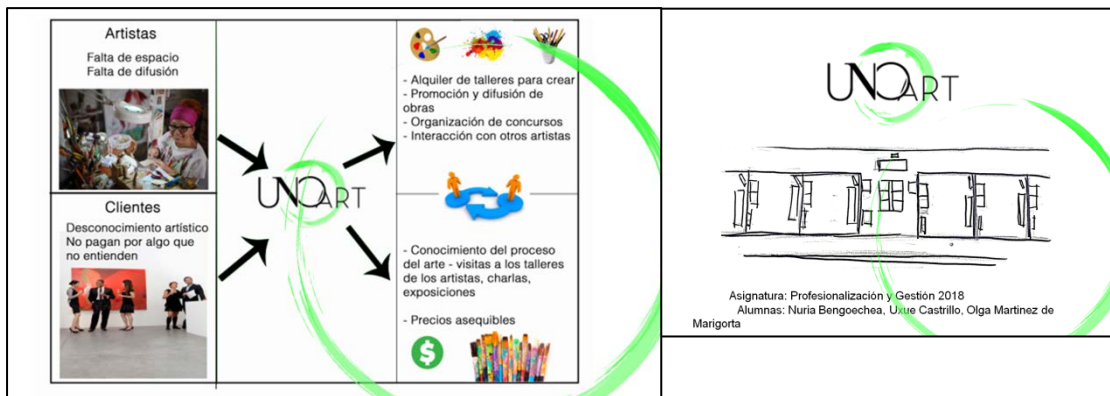 Artistas
Falta de espacio
Falta de difusión
Clientes
Desconocimiento artístico
No pagan por algo que
no entienden
UNOART
- Alquiler de talleres para crear
- Promoción y difusión de
obras
- Organización de concursos
- Interacción con otros artistas
- Conocimiento del proceso
del arte - visitas a los talleres
de los artistas, charlas,
exposiciones
- Precios asequibles
$
UNOART
Asignatura: Profesionalización y Gestión 2018
Alumnas: Nuria Bengoechea, Uxue Castrillo, Olga Martinez de
Marigorta